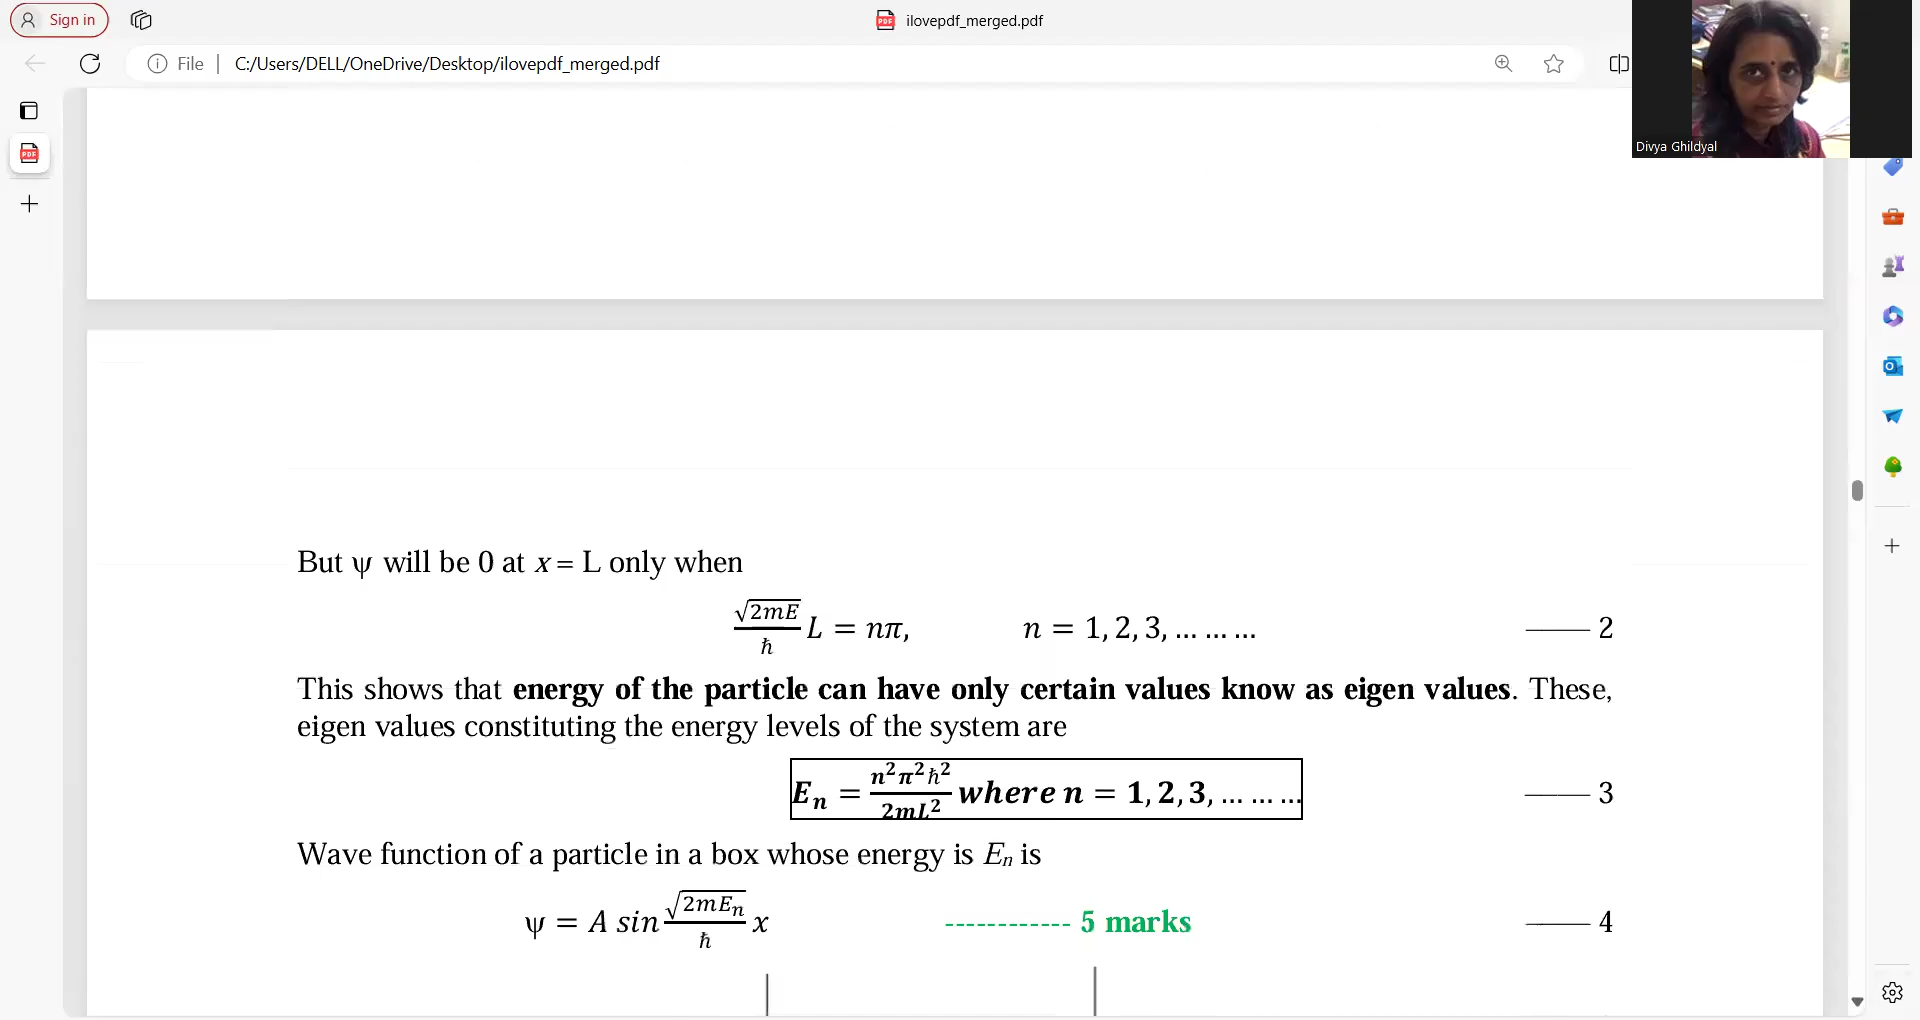 Sign in
ilovepdf_merged.pdf
File | C:/Users/DELL/OneDrive/Desktop/ilovepdf_merged.pdf
Divya Ghildyal
But ψ will be 0 at x = L only when
√2mE/ℏ L = nπ, n = 1, 2, 3, … … … —— 2
This shows that energy of the particle can have only certain values know as eigen values. These,
eigen values constituting the energy levels of the system are
Eₙ = n²π²ℏ²/2mL² where n = 1, 2, 3, … … … —— 3
Wave function of a particle in a box whose energy is Eₙ is
ψ = A sin √2mEₙ/ℏ x ------------ 5 marks —— 4